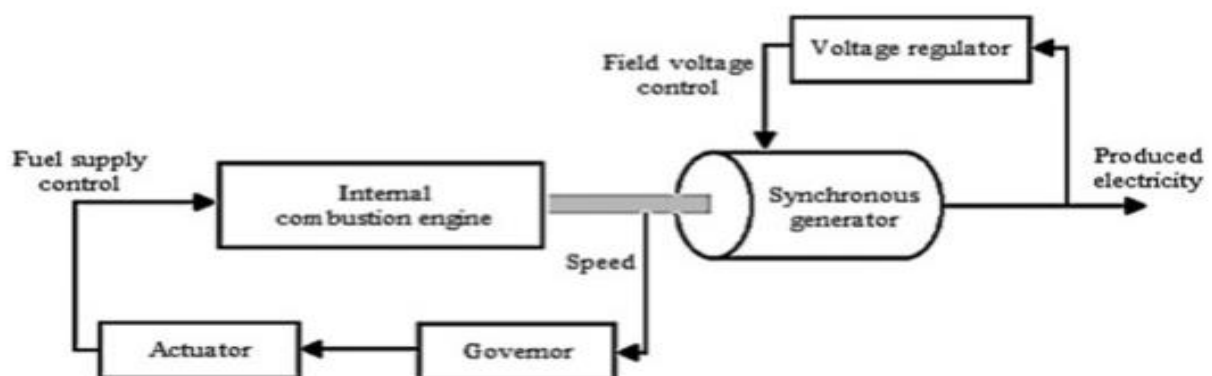 Voltage regulator
Field voltage
control
Fuel supply
control
Internal
combustion engine
Synchronous
generator
Produced
electricity
Speed
Actuator
Governor